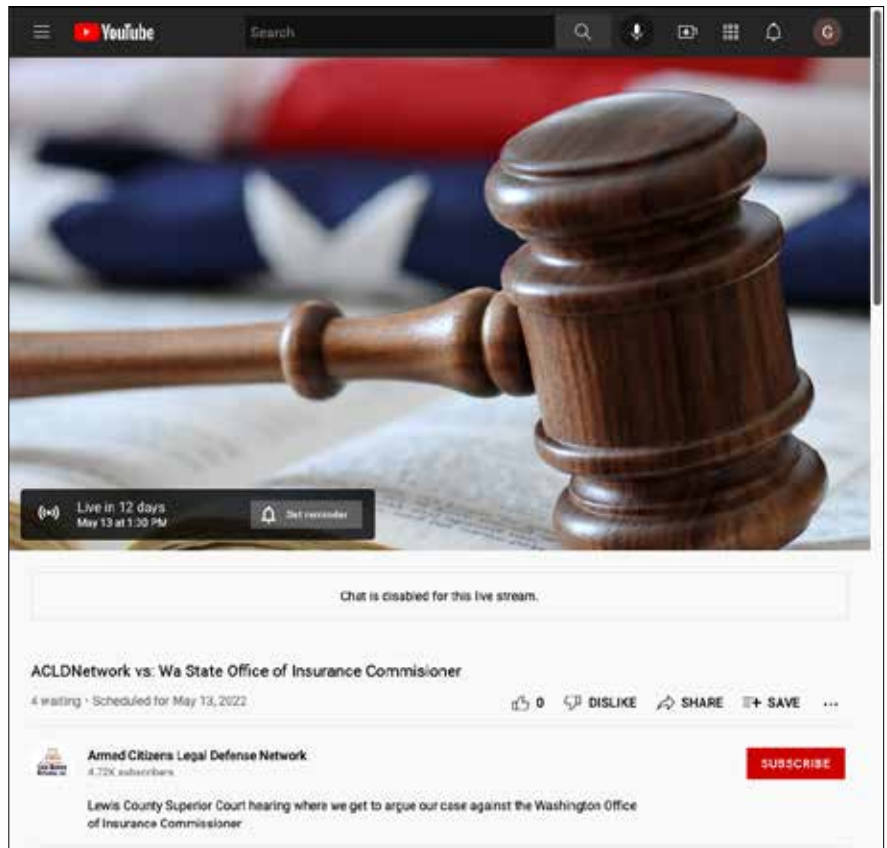 YouTube
Search
G
Live in 12 days
May 13 at 1:30 PM
Set reminder
Chat is disabled for this live stream.
ACLDNetwork vs: Wa State Office of Insurance Commisioner
4 waiting · Scheduled for May 13, 2022
0 DISLIKE SHARE SAVE ...
Armed Citizens Legal Defense Network
4.72K subscribers
SUBSCRIBE
Lewis County Superior Court hearing where we get to argue our case against the Washington Office
of Insurance Commissioner